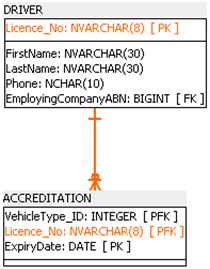 DRIVER
Licence_No: NVARCHAR(8) [ PK ]
FirstName: NVARCHAR(30)
LastName: NVARCHAR(30)
Phone: NCHAR(10)
EmployingCompanyABN: BIGINT [ FK ]
ACCREDITATION
VehicleType_ID: INTEGER [ PFK ]
Licence_No: NVARCHAR(8) [ PFK ]
ExpiryDate: DATE [ PK ]